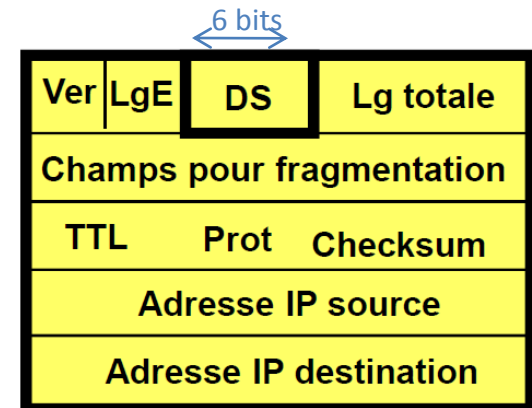 6 bits
Ver LgE DS Lg totale
Champs pour fragmentation
TTL Prot Checksum
Adresse IP source
Adresse IP destination